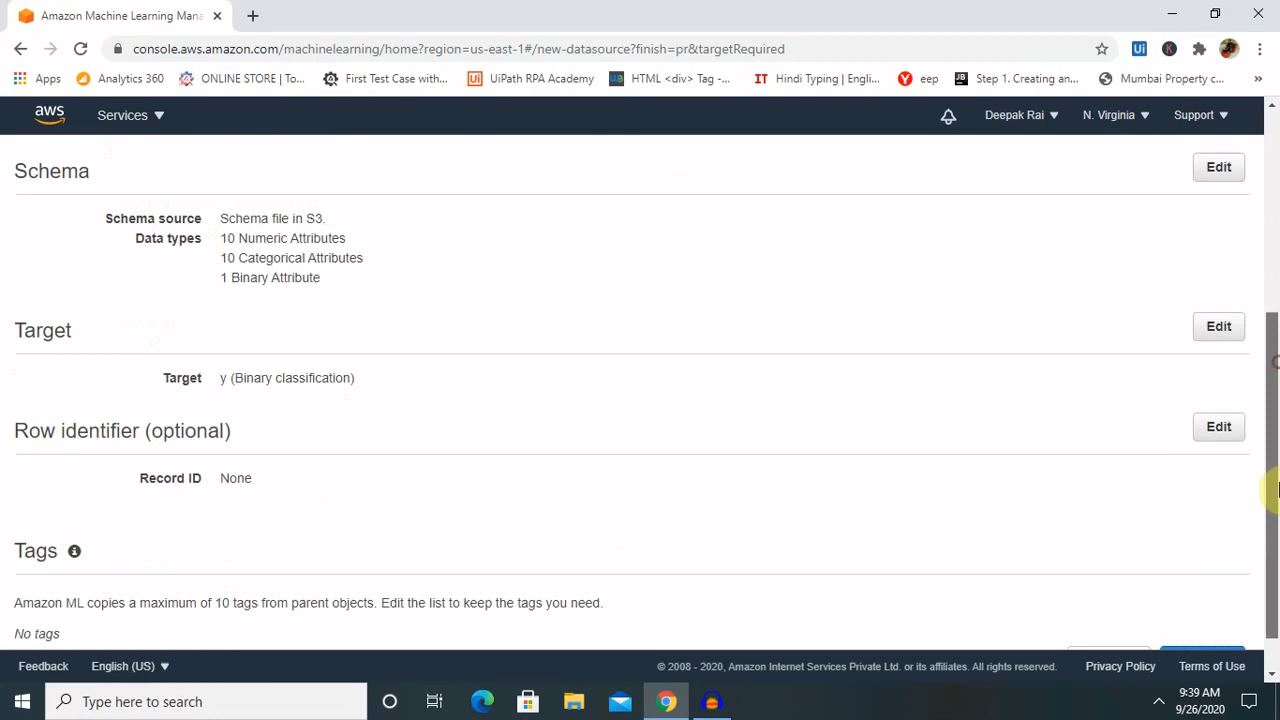 Amazon Machine Learning Mana
console.aws.amazon.com/machinelearning/home?region=us-east-1#/new-datasource?finish=pr&targetRequired
Apps Analytics 360 ONLINE STORE | To... First Test Case with... UiPath RPA Academy HTML <div> Tag -... Hindi Typing | Engli... eep Step 1. Creating an... Mumbai Property c... »
aws Services Deepak Rai N. Virginia Support
Schema Edit
Schema source Schema file in S3.
Data types 10 Numeric Attributes
10 Categorical Attributes
1 Binary Attribute
Target Edit
Target y (Binary classification)
Row identifier (optional) Edit
Record ID None
Tags
Amazon ML copies a maximum of 10 tags from parent objects. Edit the list to keep the tags you need.
No tags
Feedback English (US) © 2008 - 2020, Amazon Internet Services Private Ltd. or its affiliates. All rights reserved. Privacy Policy Terms of Use
Type here to search
9:39 AM
9/26/2020